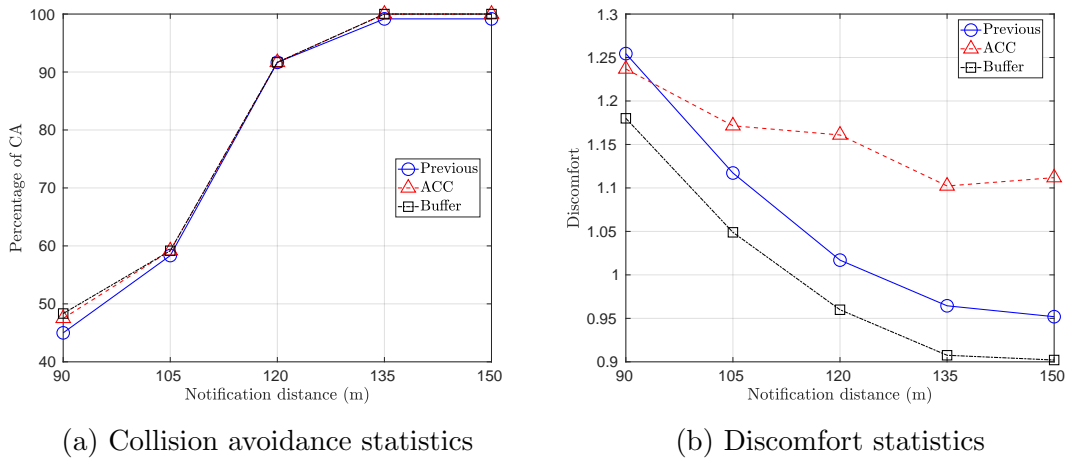 100
90
80
70
60
50
40
Percentage of CA
Previous
ACC
Buffer
90
105
120
135
150
Notification distance (m)
(a) Collision avoidance statistics
1.3
1.25
1.2
1.15
1.1
1.05
1
0.95
0.9
Discomfort
Previous
ACC
Buffer
90
105
120
135
150
Notification distance (m)
(b) Discomfort statistics